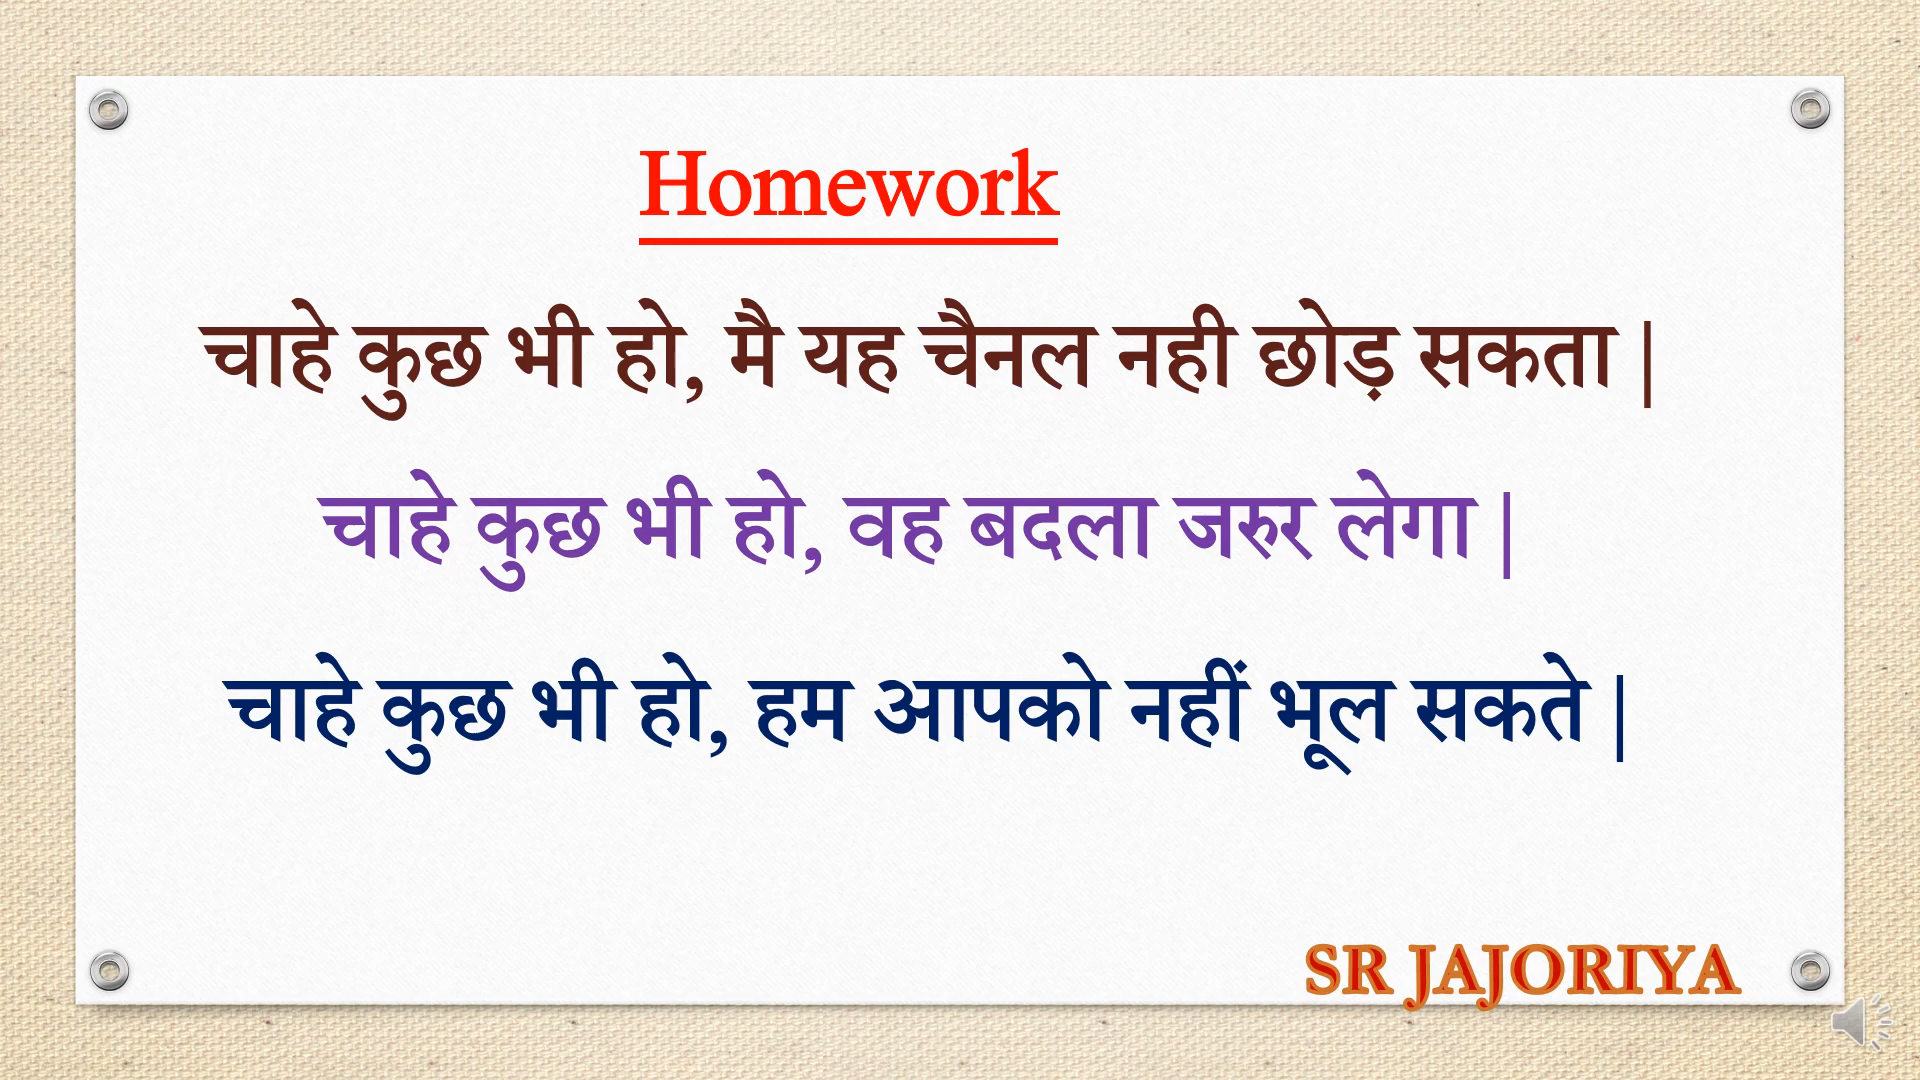 Homework
चाहे कुछ भी हो, मै यह चैनल नही छोड़ सकता |
चाहे कुछ भी हो, वह बदला जरुर लेगा |
चाहे कुछ भी हो, हम आपको नहीं भूल सकते |
SR JAJORIYA